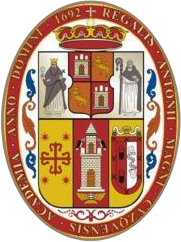 ACADEMIA · ANNO · DOMINI · 1692 ✦ REGALIS · ANTONII · MAGNI · CVZQVENSIS ·